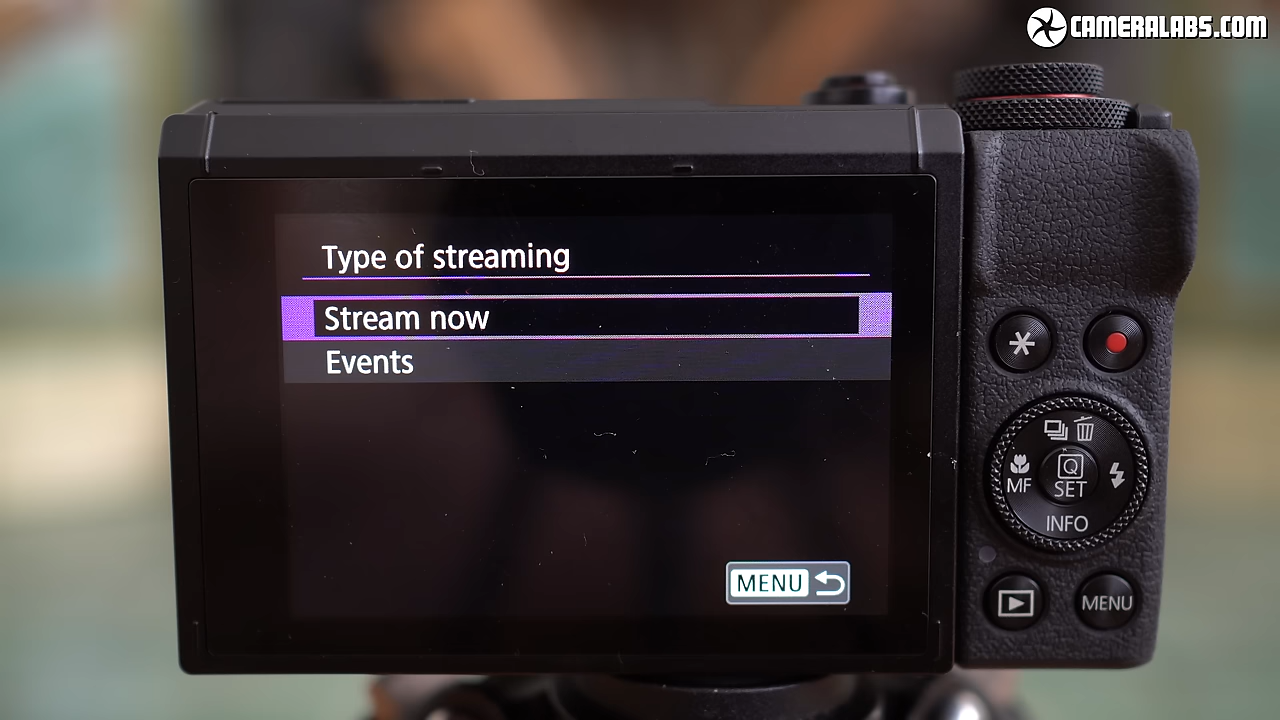 CAMERALABS.COM
Type of streaming
Stream now
Events
MENU
MF
Q
SET
INFO
MENU